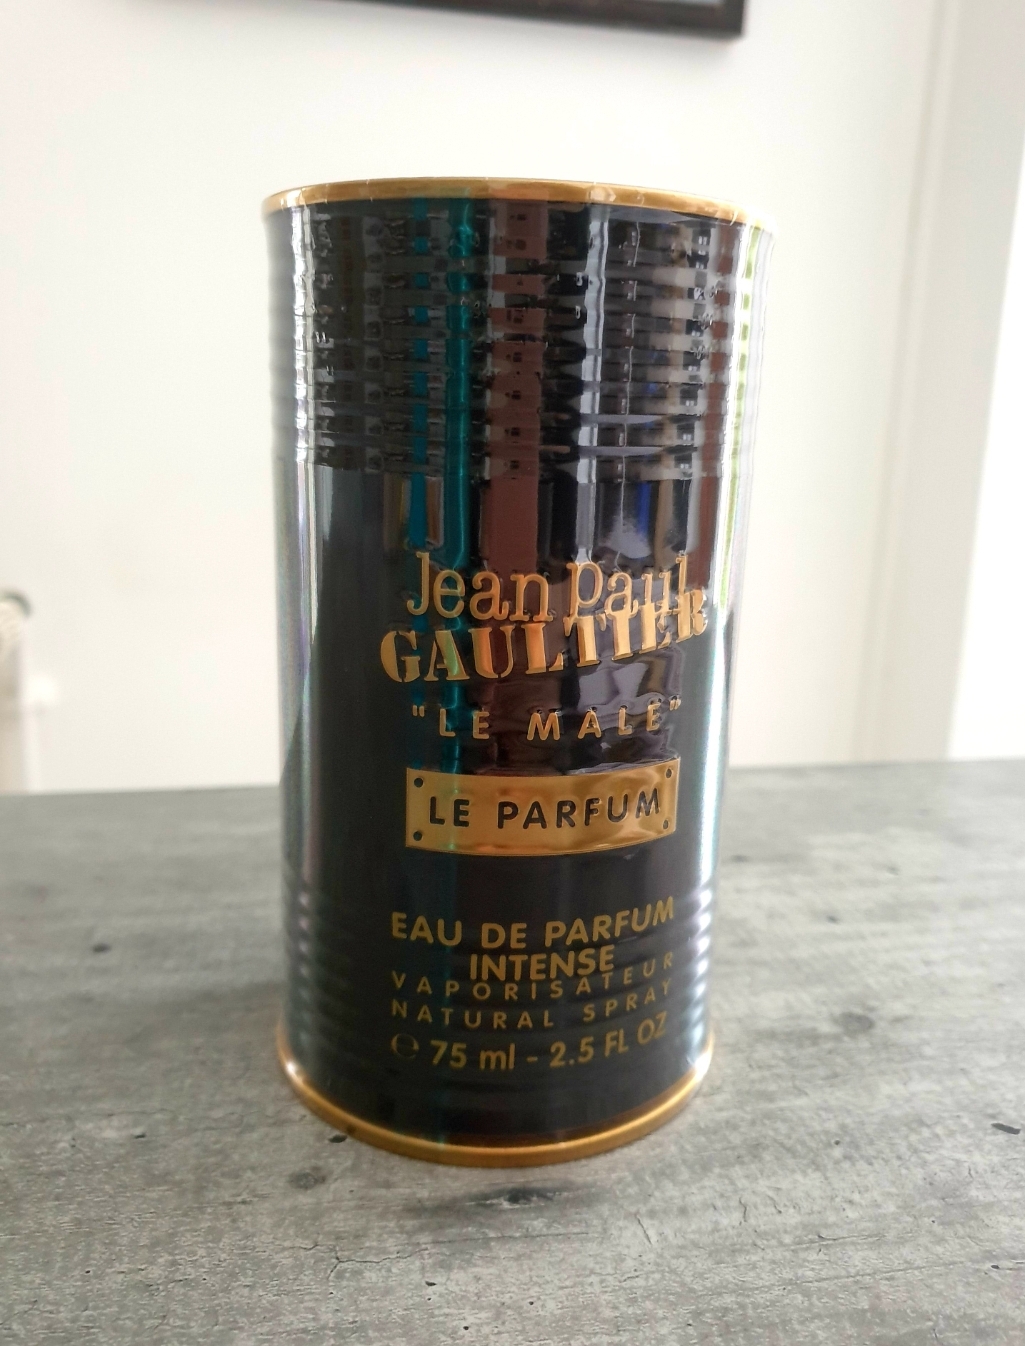 Jean Paul
GAULTIER
"LE MALE"
LE PARFUM
EAU DE PARFUM
INTENSE
VAPORISATEUR
NATURAL SPRAY
℮ 75 ml - 2.5 FL OZ